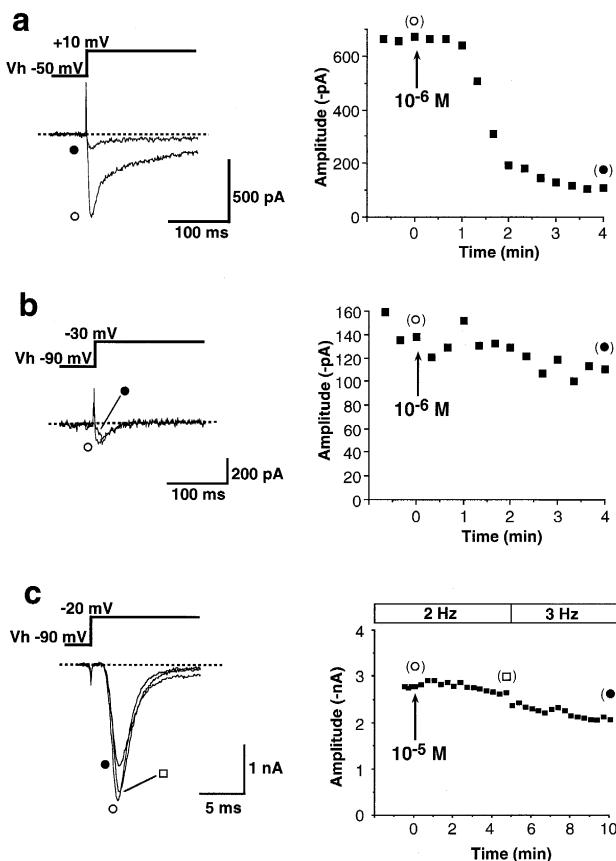 a
+10 mV
Vh -50 mV
500 pA
100 ms
Amplitude (-pA)
600
400
200
0
(○)
10⁻⁶ M
(●)
0 1 2 3 4
Time (min)
b
-30 mV
Vh -90 mV
200 pA
100 ms
Amplitude (-pA)
160
140
120
100
80
60
40
20
0
(○)
10⁻⁶ M
(●)
0 1 2 3 4
Time (min)
c
-20 mV
Vh -90 mV
1 nA
5 ms
2 Hz 3 Hz
Amplitude (-nA)
4
3
2
1
0
(○)
(□)
(●)
10⁻⁵ M
0 2 4 6 8 10
Time (min)